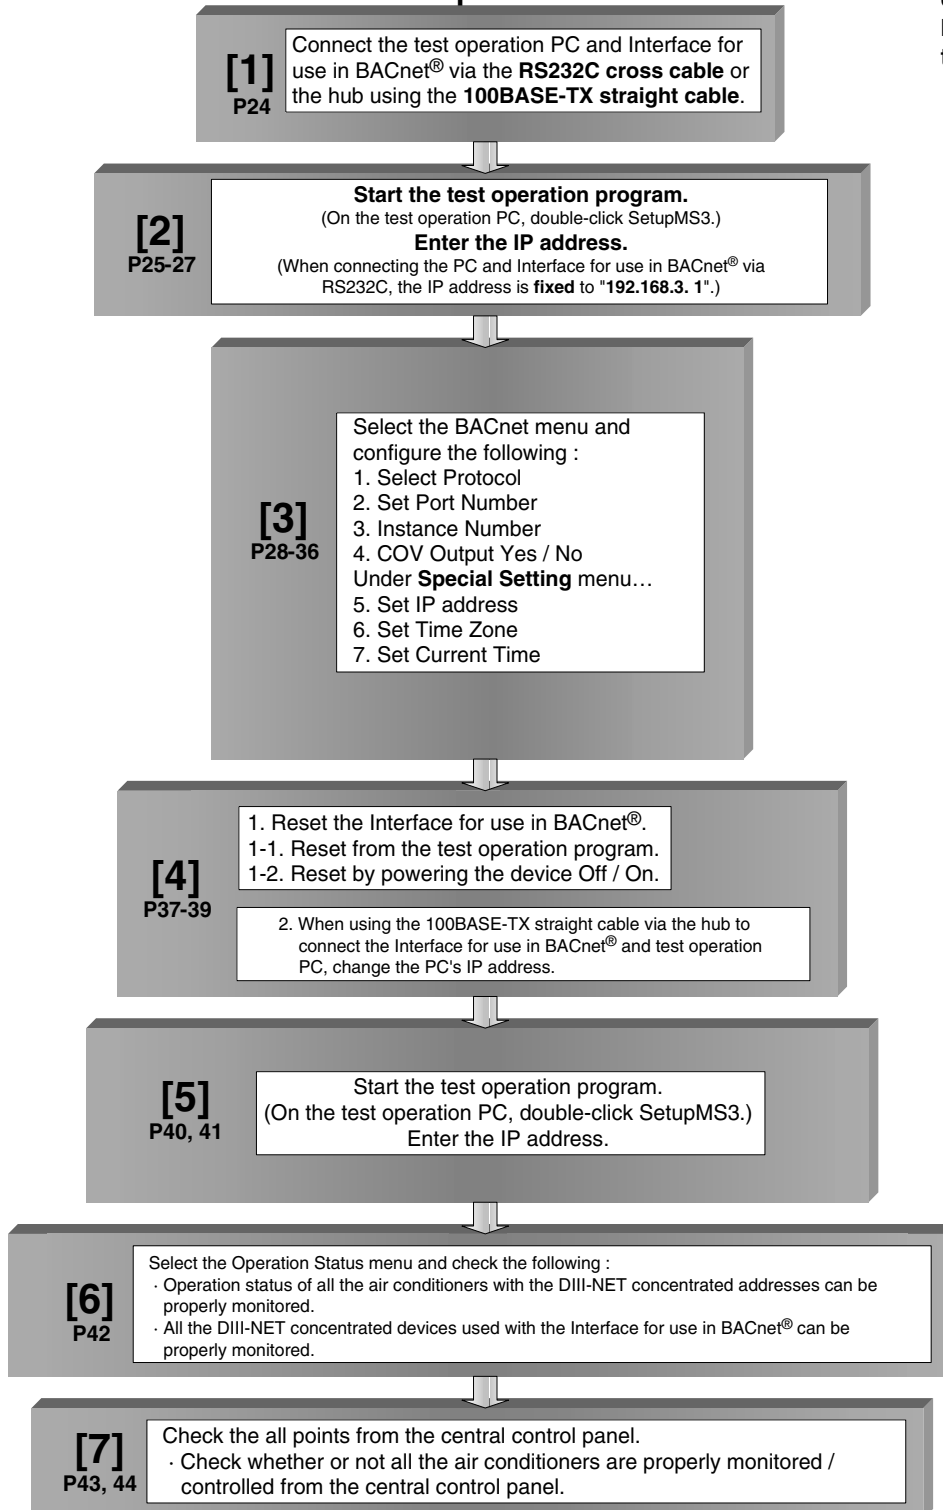 [1]
P24
Connect the test operation PC and Interface for
use in BACnet® via the RS232C cross cable or
the hub using the 100BASE-TX straight cable.
[2]
P25-27
Start the test operation program.
(On the test operation PC, double-click SetupMS3.)
Enter the IP address.
(When connecting the PC and Interface for use in BACnet® via
RS232C, the IP address is fixed to "192.168.3. 1".)
[3]
P28-36
Select the BACnet menu and
configure the following :
1. Select Protocol
2. Set Port Number
3. Instance Number
4. COV Output Yes / No
Under Special Setting menu…
5. Set IP address
6. Set Time Zone
7. Set Current Time
[4]
P37-39
1. Reset the Interface for use in BACnet®.
1-1. Reset from the test operation program.
1-2. Reset by powering the device Off / On.
2. When using the 100BASE-TX straight cable via the hub to
connect the Interface for use in BACnet® and test operation
PC, change the PC's IP address.
[5]
P40, 41
Start the test operation program.
(On the test operation PC, double-click SetupMS3.)
Enter the IP address.
[6]
P42
Select the Operation Status menu and check the following :
· Operation status of all the air conditioners with the DIII-NET concentrated addresses can be
properly monitored.
· All the DIII-NET concentrated devices used with the Interface for use in BACnet® can be
properly monitored.
[7]
P43, 44
Check the all points from the central control panel.
· Check whether or not all the air conditioners are properly monitored /
controlled from the central control panel.